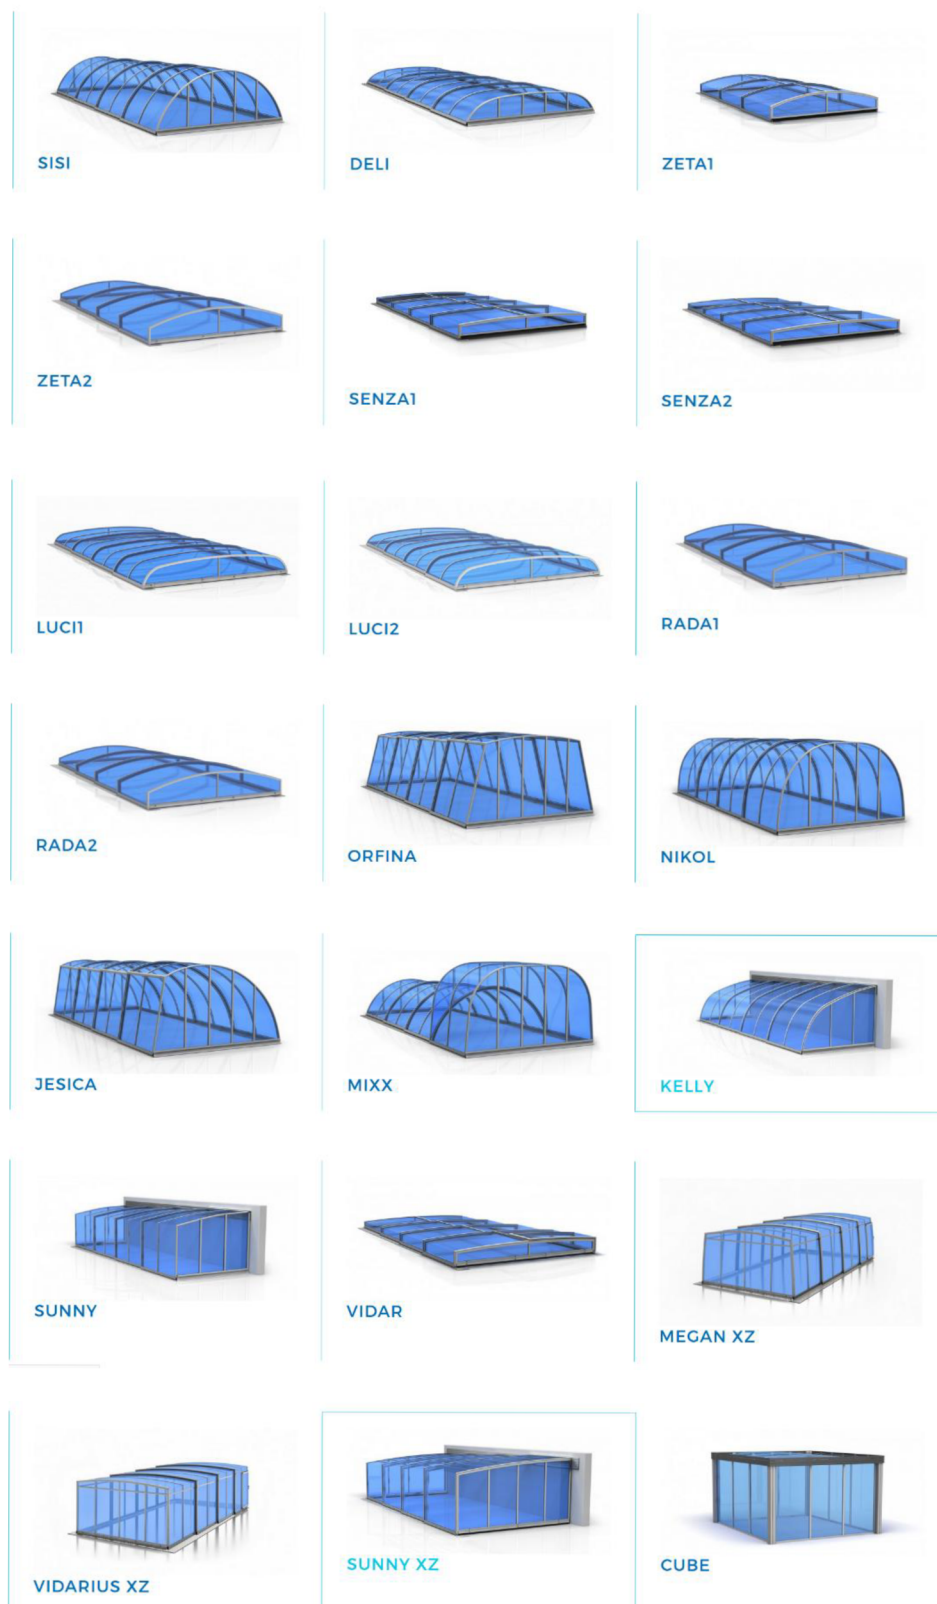 SISI
DELI
ZETA1
ZETA2
SENZA1
SENZA2
LUCI1
LUCI2
RADA1
RADA2
ORFINA
NIKOL
JESICA
MIXX
KELLY
SUNNY
VIDAR
MEGAN XZ
VIDARIUS XZ
SUNNY XZ
CUBE